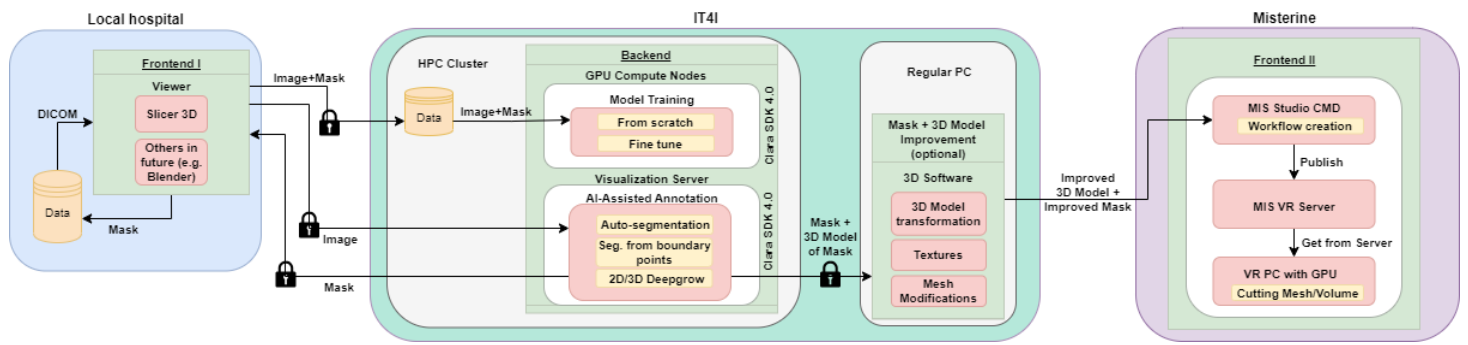 Local hospital
Frontend I
Viewer
Slicer 3D
Others in
future (e.g.
Blender)
DICOM
Data
Mask
Image+Mask
Image
Mask
IT4I
HPC Cluster
Data
Image+Mask
Backend
GPU Compute Nodes
Model Training
From scratch
Fine tune
Clara SDK 4.0
Visualization Server
AI-Assisted Annotation
Auto-segmentation
Seg. from boundary
points
2D/3D Deepgrow
Clara SDK 4.0
Mask +
3D Model
of Mask
Regular PC
Mask + 3D Model
Improvement
(optional)
3D Software
3D Model
transformation
Textures
Mesh
Modifications
Improved
3D Model +
Improved Mask
Misterine
Frontend II
MIS Studio CMD
Workflow creation
Publish
MIS VR Server
Get from Server
VR PC with GPU
Cutting Mesh/Volume